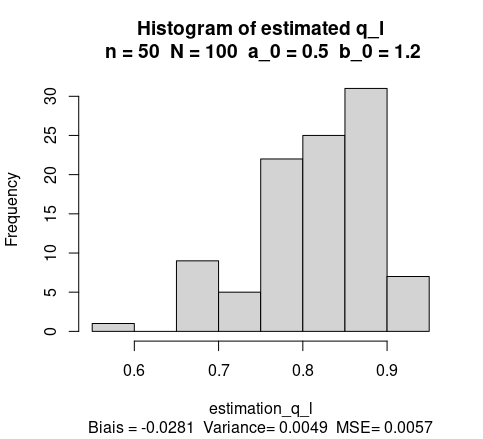 Histogram of estimated q_l
n = 50 N = 100 a_0 = 0.5 b_0 = 1.2
Frequency
30
25
20
15
10
5
0
0.6 0.7 0.8 0.9
estimation_q_l
Biais = -0.0281 Variance= 0.0049 MSE= 0.0057